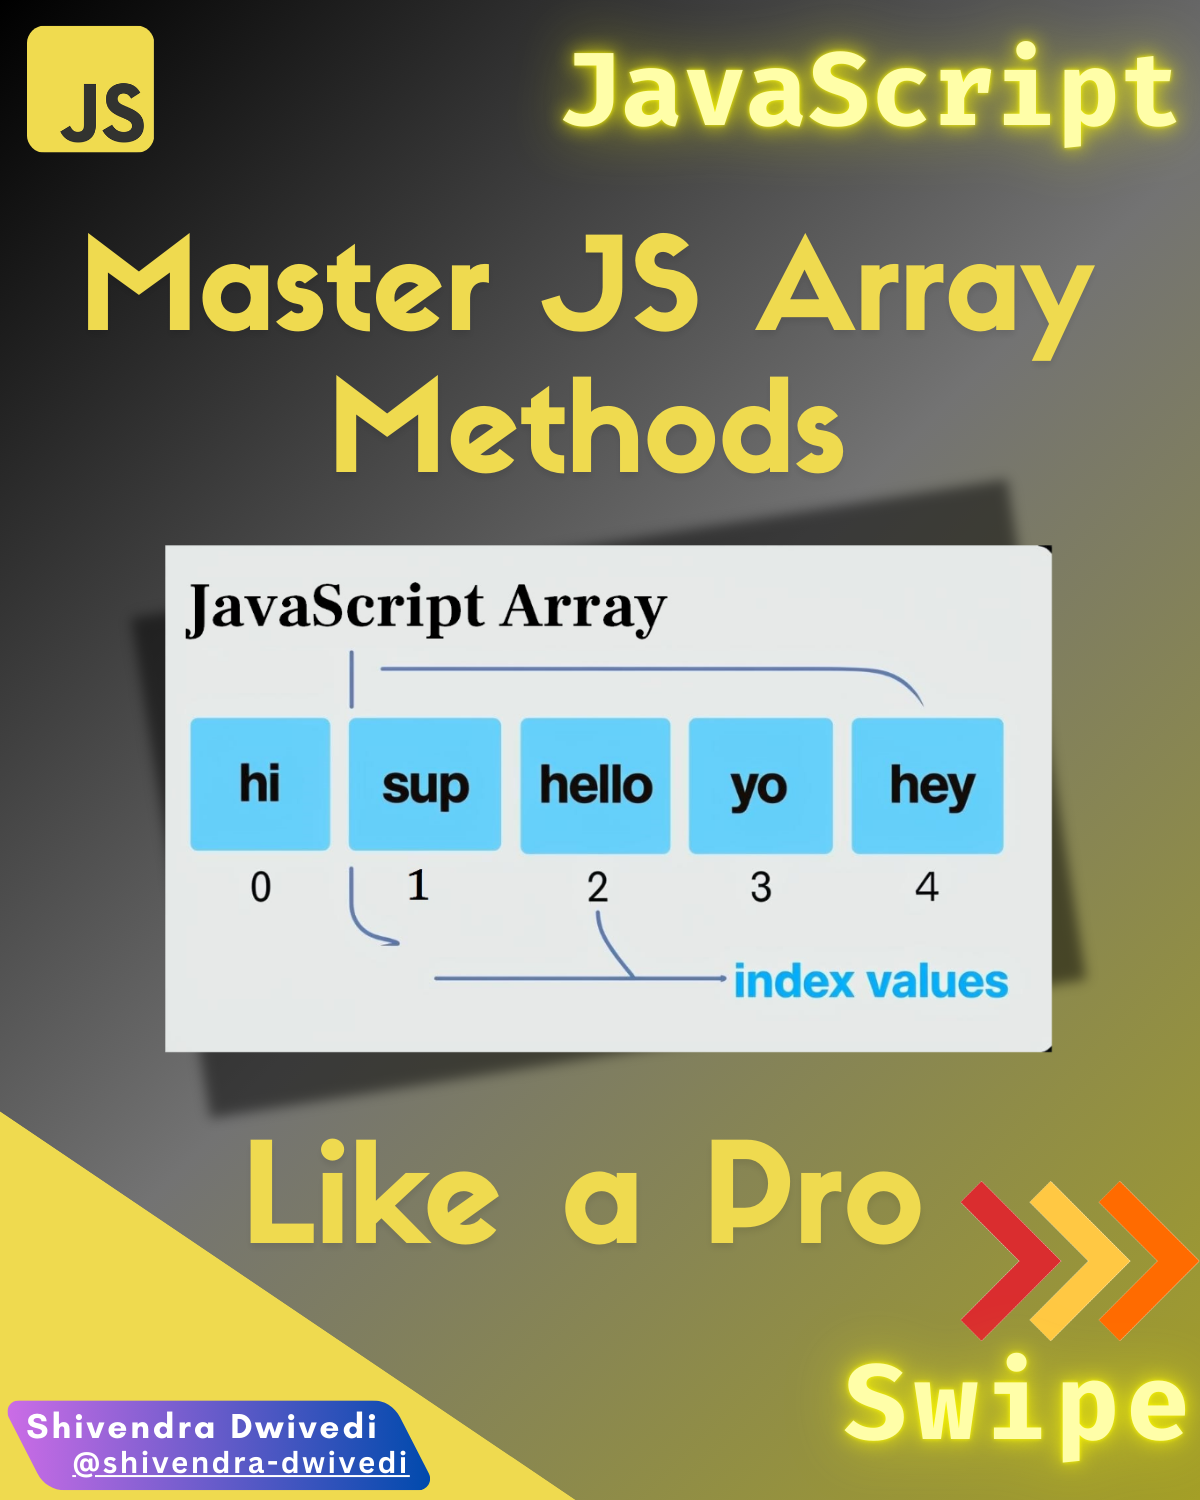 JS
JavaScript
Master JS Array
Methods
JavaScript Array
hi sup hello yo hey
0 1 2 3 4
index values
Like a Pro
Swipe
Shivendra Dwivedi
@shivendra-dwivedi